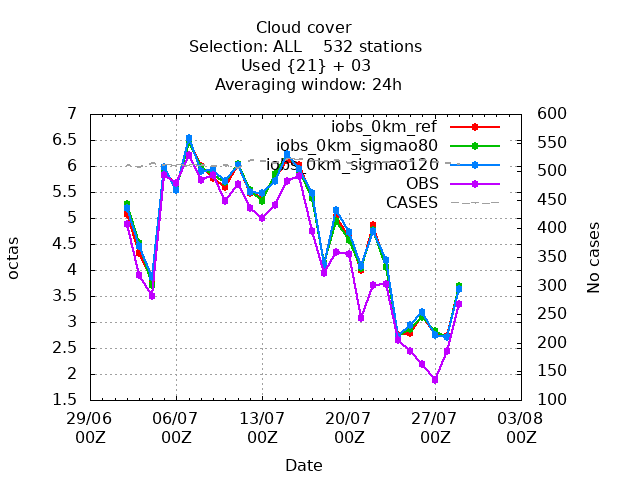 Cloud cover
Selection: ALL 532 stations
Used {21} + 03
Averaging window: 24h
iobs_0km_ref
iobs_0km_sigmao80
iobs_0km_sigmao120
OBS
CASES
7
6.5
6
5.5
5
4.5
4
3.5
3
2.5
2
1.5
octas
600
550
500
450
400
350
300
250
200
150
100
No cases
29/06 06/07 13/07 20/07 27/07 03/08
00Z 00Z 00Z 00Z 00Z 00Z
Date